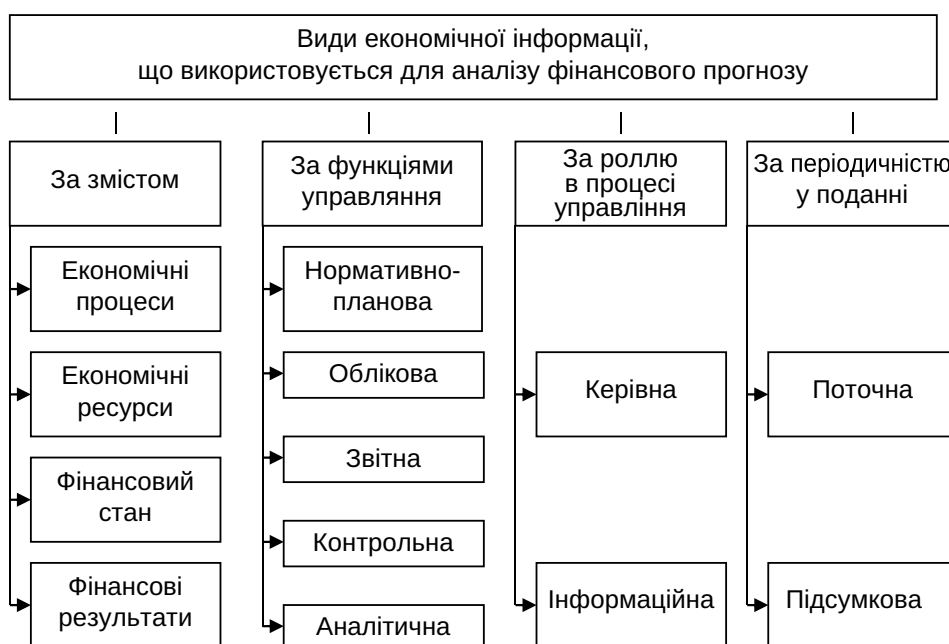 Види економічної інформації,
що використовується для аналізу фінансового прогнозу
За змістом
Економічні
процеси
Економічні
ресурси
Фінансовий
стан
Фінансові
результати
За функціями
управляння
Нормативно-
планова
Облікова
Звітна
Контрольна
Аналітична
За роллю
в процесі
управління
Керівна
Інформаційна
За періодичністю
у поданні
Поточна
Підсумкова